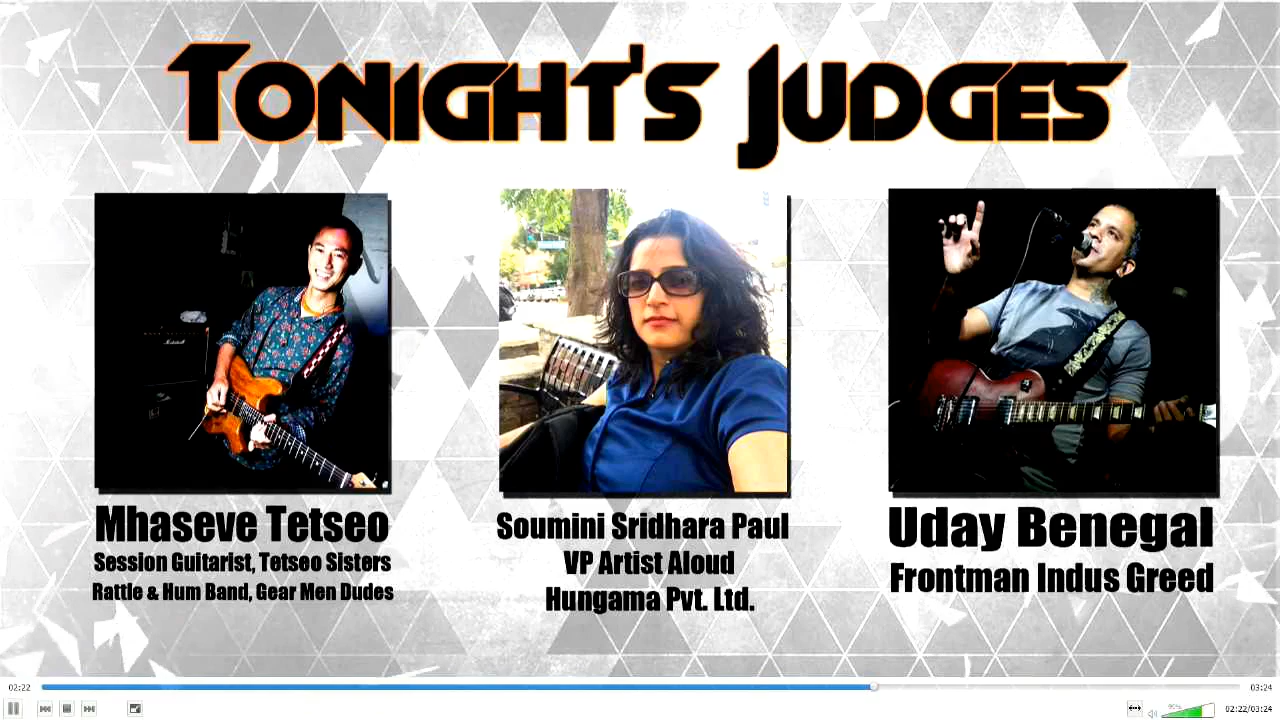 Tonight's Judges
Mhaseve Tetseo
Session Guitarist, Tetseo Sisters
Rattle & Hum Band, Gear Men Dudes
Soumini Sridhara Paul
VP Artist Aloud
Hungama Pvt. Ltd.
Uday Benegal
Frontman Indus Greed
02:22
03:24
90%
02:22/03:24